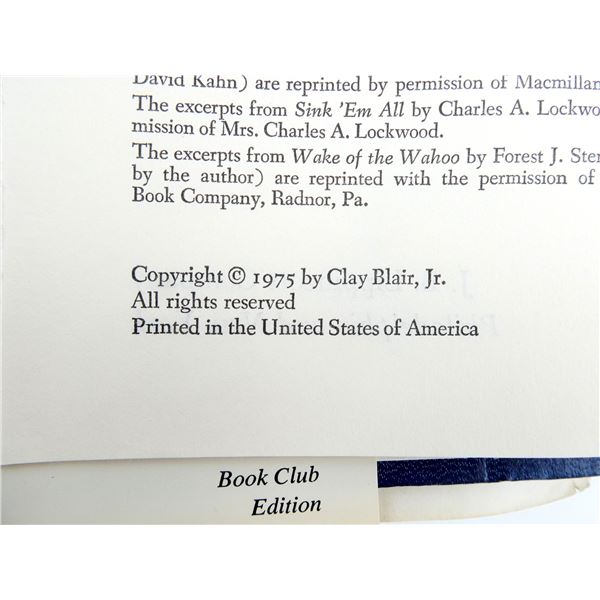 David Kahn) are reprinted by permission of Macmillan
The excerpts from Sink 'Em All by Charles A. Lockwo
mission of Mrs. Charles A. Lockwood.
The excerpts from Wake of the Wahoo by Forest J. Ster
by the author) are reprinted with the permission of
Book Company, Radnor, Pa.
Copyright © 1975 by Clay Blair, Jr.
All rights reserved
Printed in the United States of America
Book Club
Edition